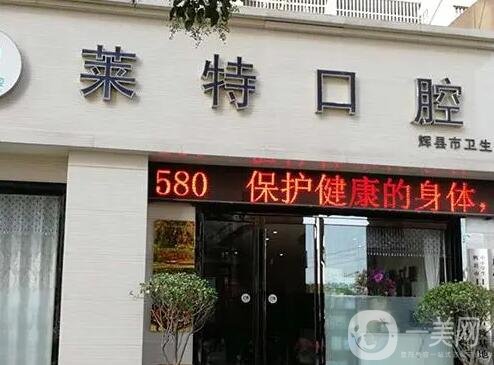 莱特口腔
辉县市卫生
580 保护健康的身体，
美网